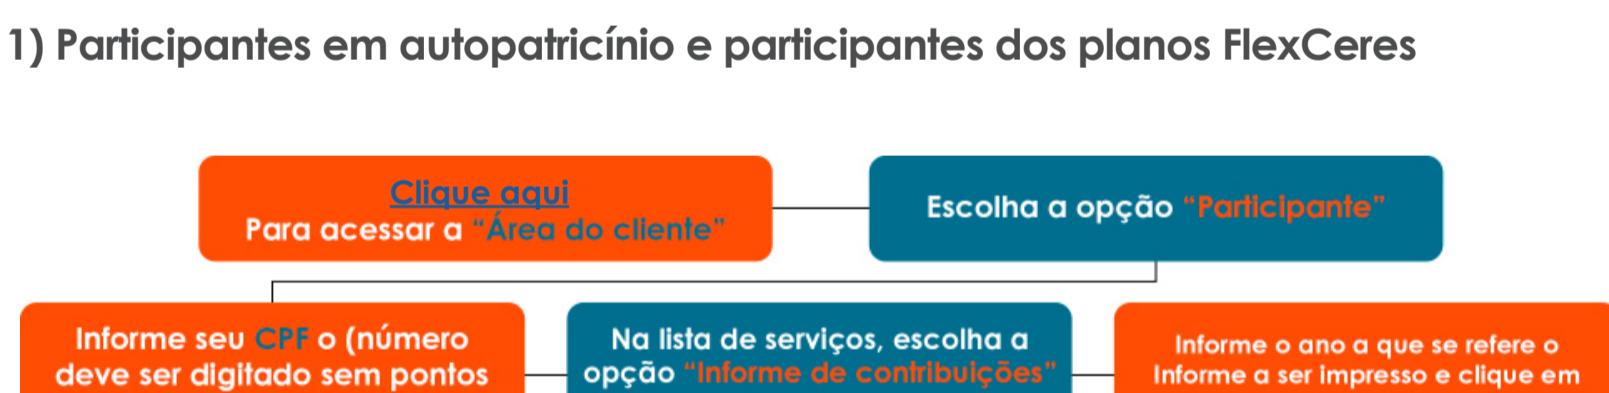 1) Participantes em autopatricínio e participantes dos planos FlexCeres
Clique aqui
Para acessar a “Área do cliente”
Escolha a opção “Participante”
Informe seu CPF o (número
deve ser digitado sem pontos
Na lista de serviços, escolha a
opção “Informe de contribuições”
Informe o ano a que se refere o
Informe a ser impresso e clique em